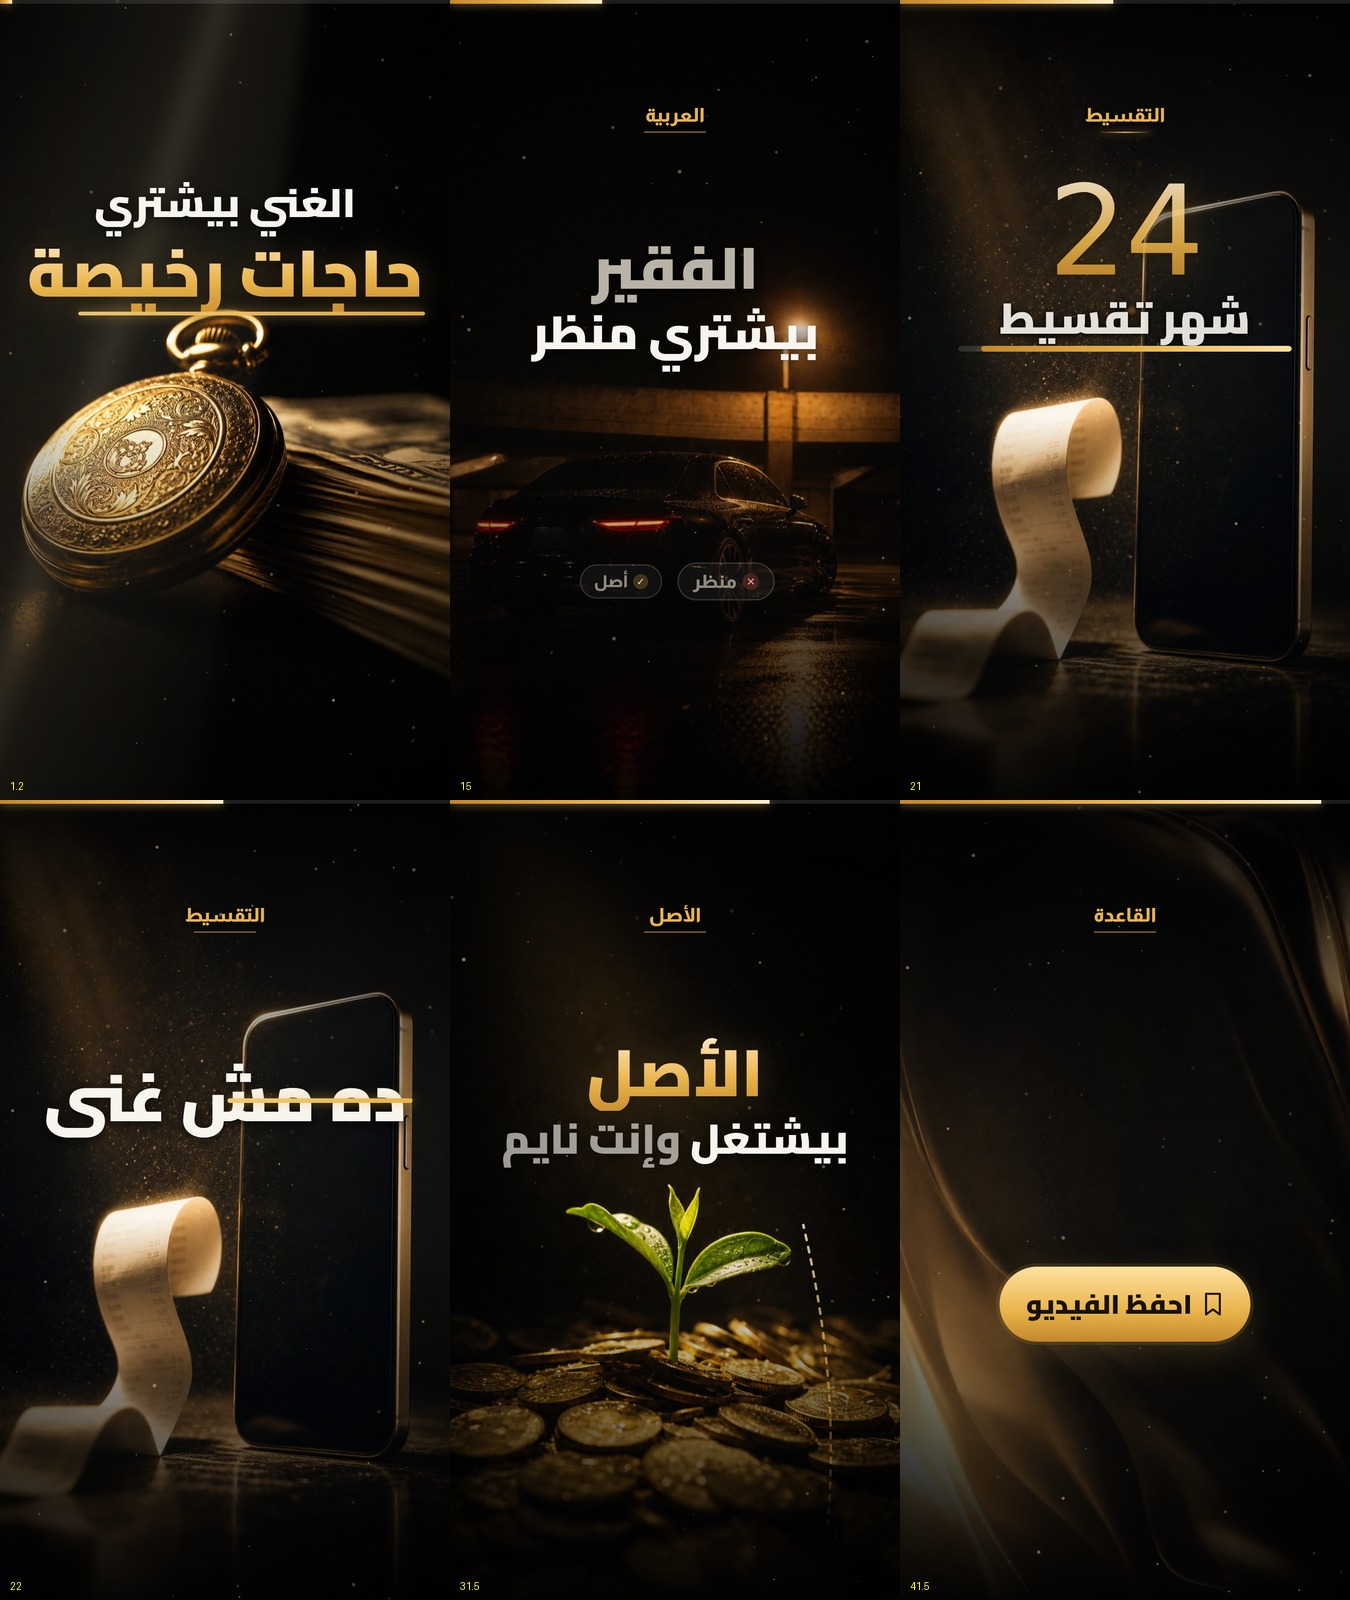 الغني بيشتري
حاجات رخيصة
1.2
العربية
الفقير
بيشتري منظر
منظر
أصل
15
التقسيط
24
شهر تقسيط
21
التقسيط
ده مش غنى
22
الأصل
الأصل
بيشتغل وإنت نايم
31.5
القاعدة
احفظ الفيديو
41.5